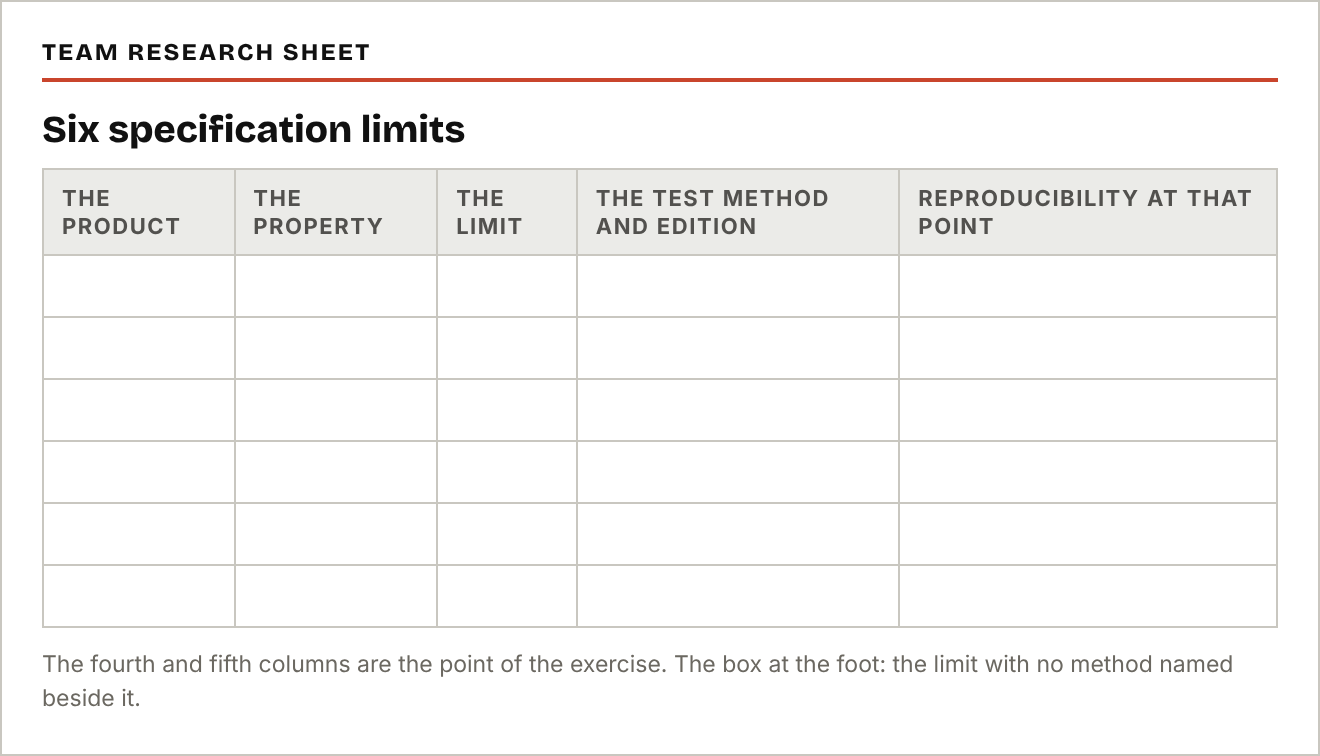 TEAM RESEARCH SHEET
Six specification limits
THE PRODUCT
THE PROPERTY
THE LIMIT
THE TEST METHOD AND EDITION
REPRODUCIBILITY AT THAT POINT
The fourth and fifth columns are the point of the exercise. The box at the foot: the limit with no method named
beside it.